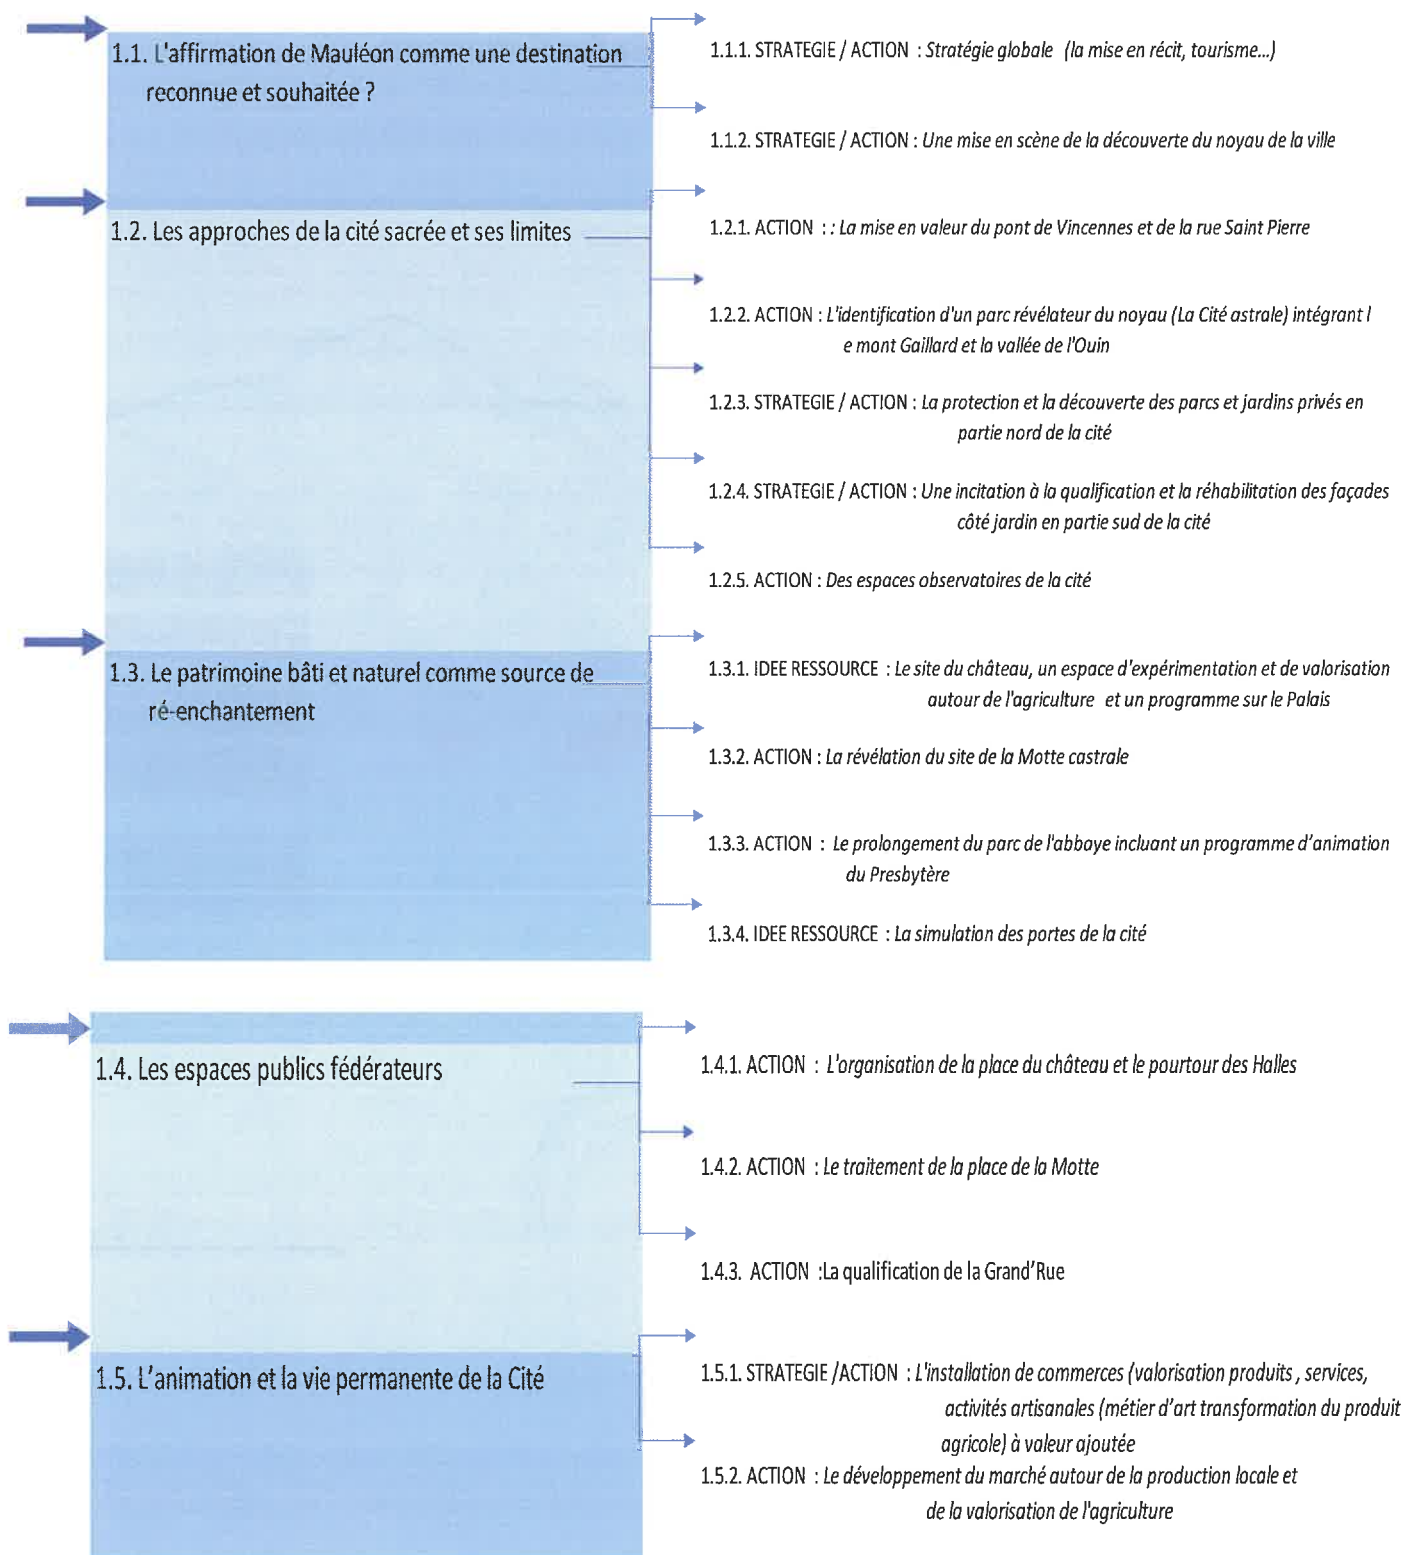 1.1. L'affirmation de Mauléon comme une destination
reconnue et souhaitée ?
1.1.1. STRATEGIE / ACTION : Stratégie globale (la mise en récit, tourisme...)
1.1.2. STRATEGIE / ACTION : Une mise en scène de la découverte du noyau de la ville
1.2. Les approches de la cité sacrée et ses limites
1.2.1. ACTION : : La mise en valeur du pont de Vincennes et de la rue Saint Pierre
1.2.2. ACTION : L'identification d'un parc révélateur du noyau (La Cité astrale) intégrant l
e mont Gaillard et la vallée de l'Ouin
1.2.3. STRATEGIE / ACTION : La protection et la découverte des parcs et jardins privés en
partie nord de la cité
1.2.4. STRATEGIE / ACTION : Une incitation à la qualification et la réhabilitation des façades
côté jardin en partie sud de la cité
1.2.5. ACTION : Des espaces observatoires de la cité
1.3. Le patrimoine bâti et naturel comme source de
ré-enchantement
1.3.1. IDEE RESSOURCE : Le site du château, un espace d'expérimentation et de valorisation
autour de l'agriculture et un programme sur le Palais
1.3.2. ACTION : La révélation du site de la Motte castrale
1.3.3. ACTION : Le prolongement du parc de l'abbaye incluant un programme d'animation
du Presbytère
1.3.4. IDEE RESSOURCE : La simulation des portes de la cité
1.4. Les espaces publics fédérateurs
1.4.1. ACTION : L'organisation de la place du château et le pourtour des Halles
1.4.2. ACTION : Le traitement de la place de la Motte
1.4.3. ACTION :La qualification de la Grand'Rue
1.5. L'animation et la vie permanente de la Cité
1.5.1. STRATEGIE /ACTION : L'installation de commerces (valorisation produits , services,
activités artisanales (métier d'art transformation du produit
agricole) à valeur ajoutée
1.5.2. ACTION : Le développement du marché autour de la production locale et
de la valorisation de l'agriculture